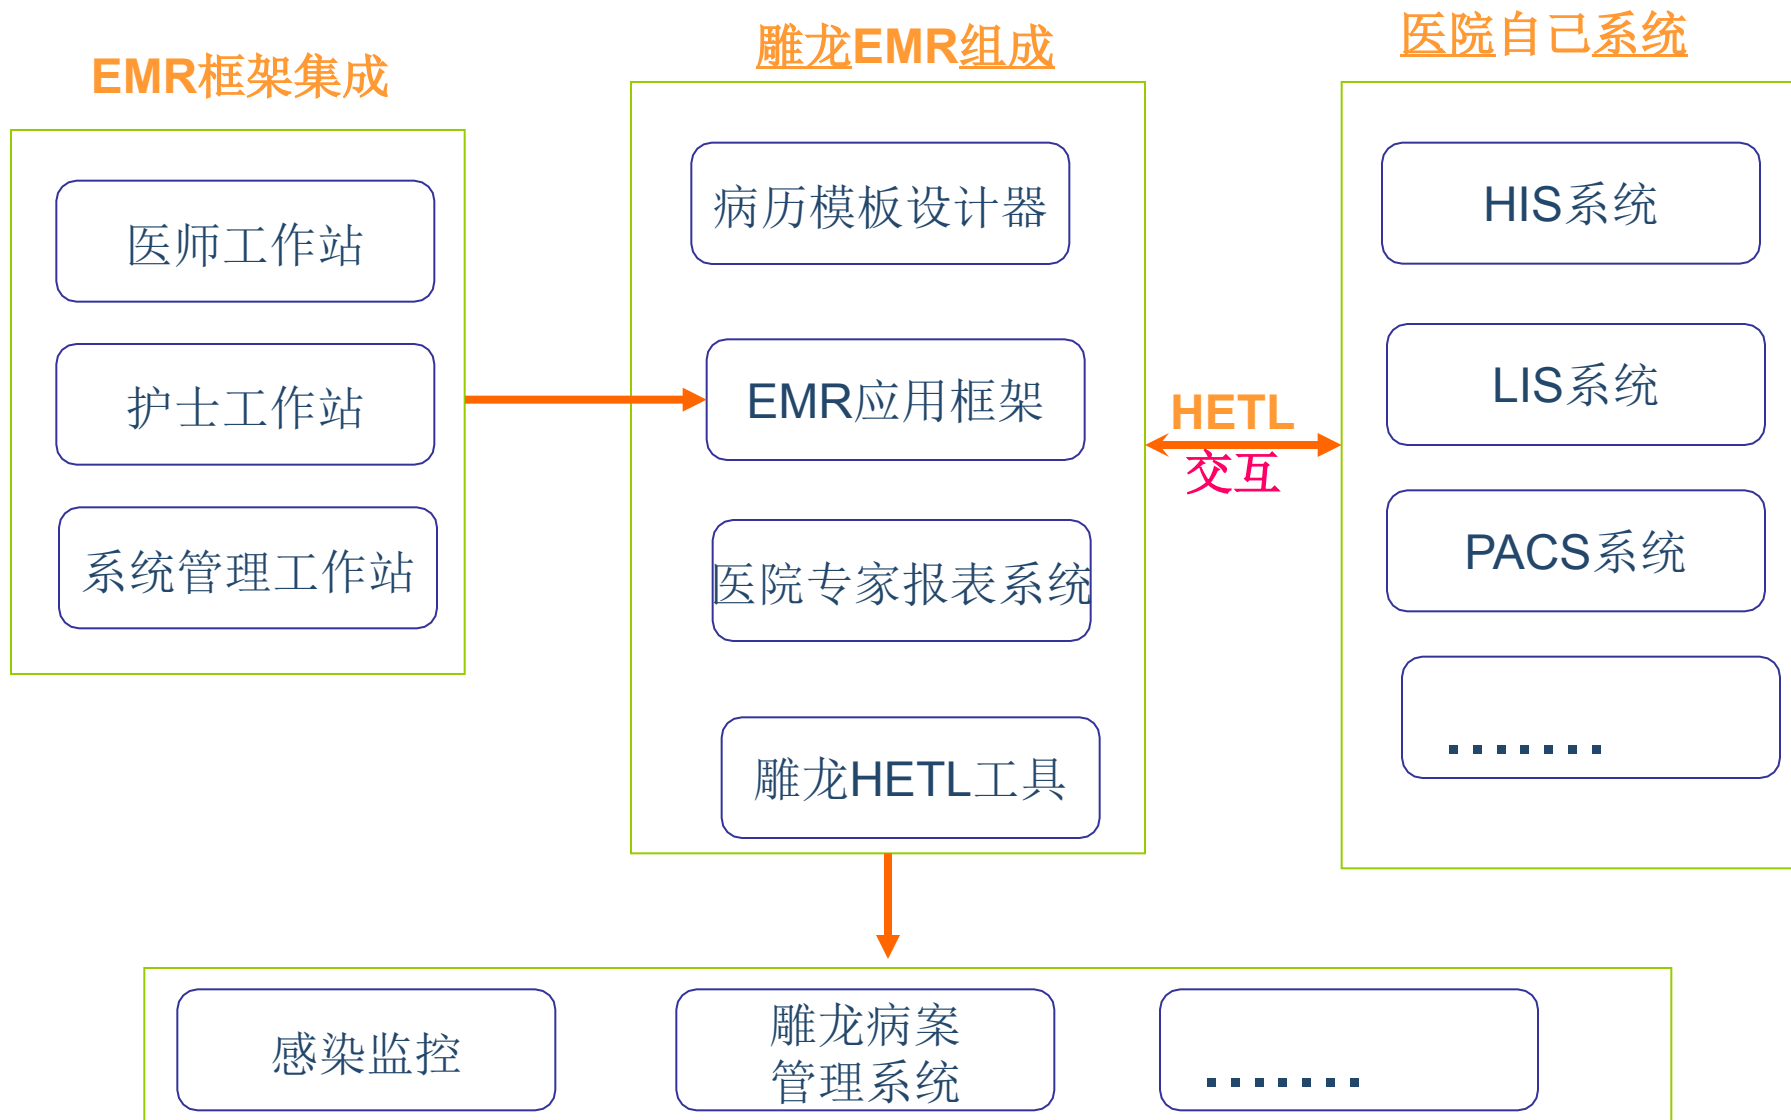 EMR框架集成
医师工作站
护士工作站
系统管理工作站
雕龙EMR组成
病历模板设计器
EMR应用框架
医院专家报表系统
雕龙HETL工具
HETL
交互
医院自己系统
HIS系统
LIS系统
PACS系统
.......
感染监控
雕龙病案
管理系统
.......